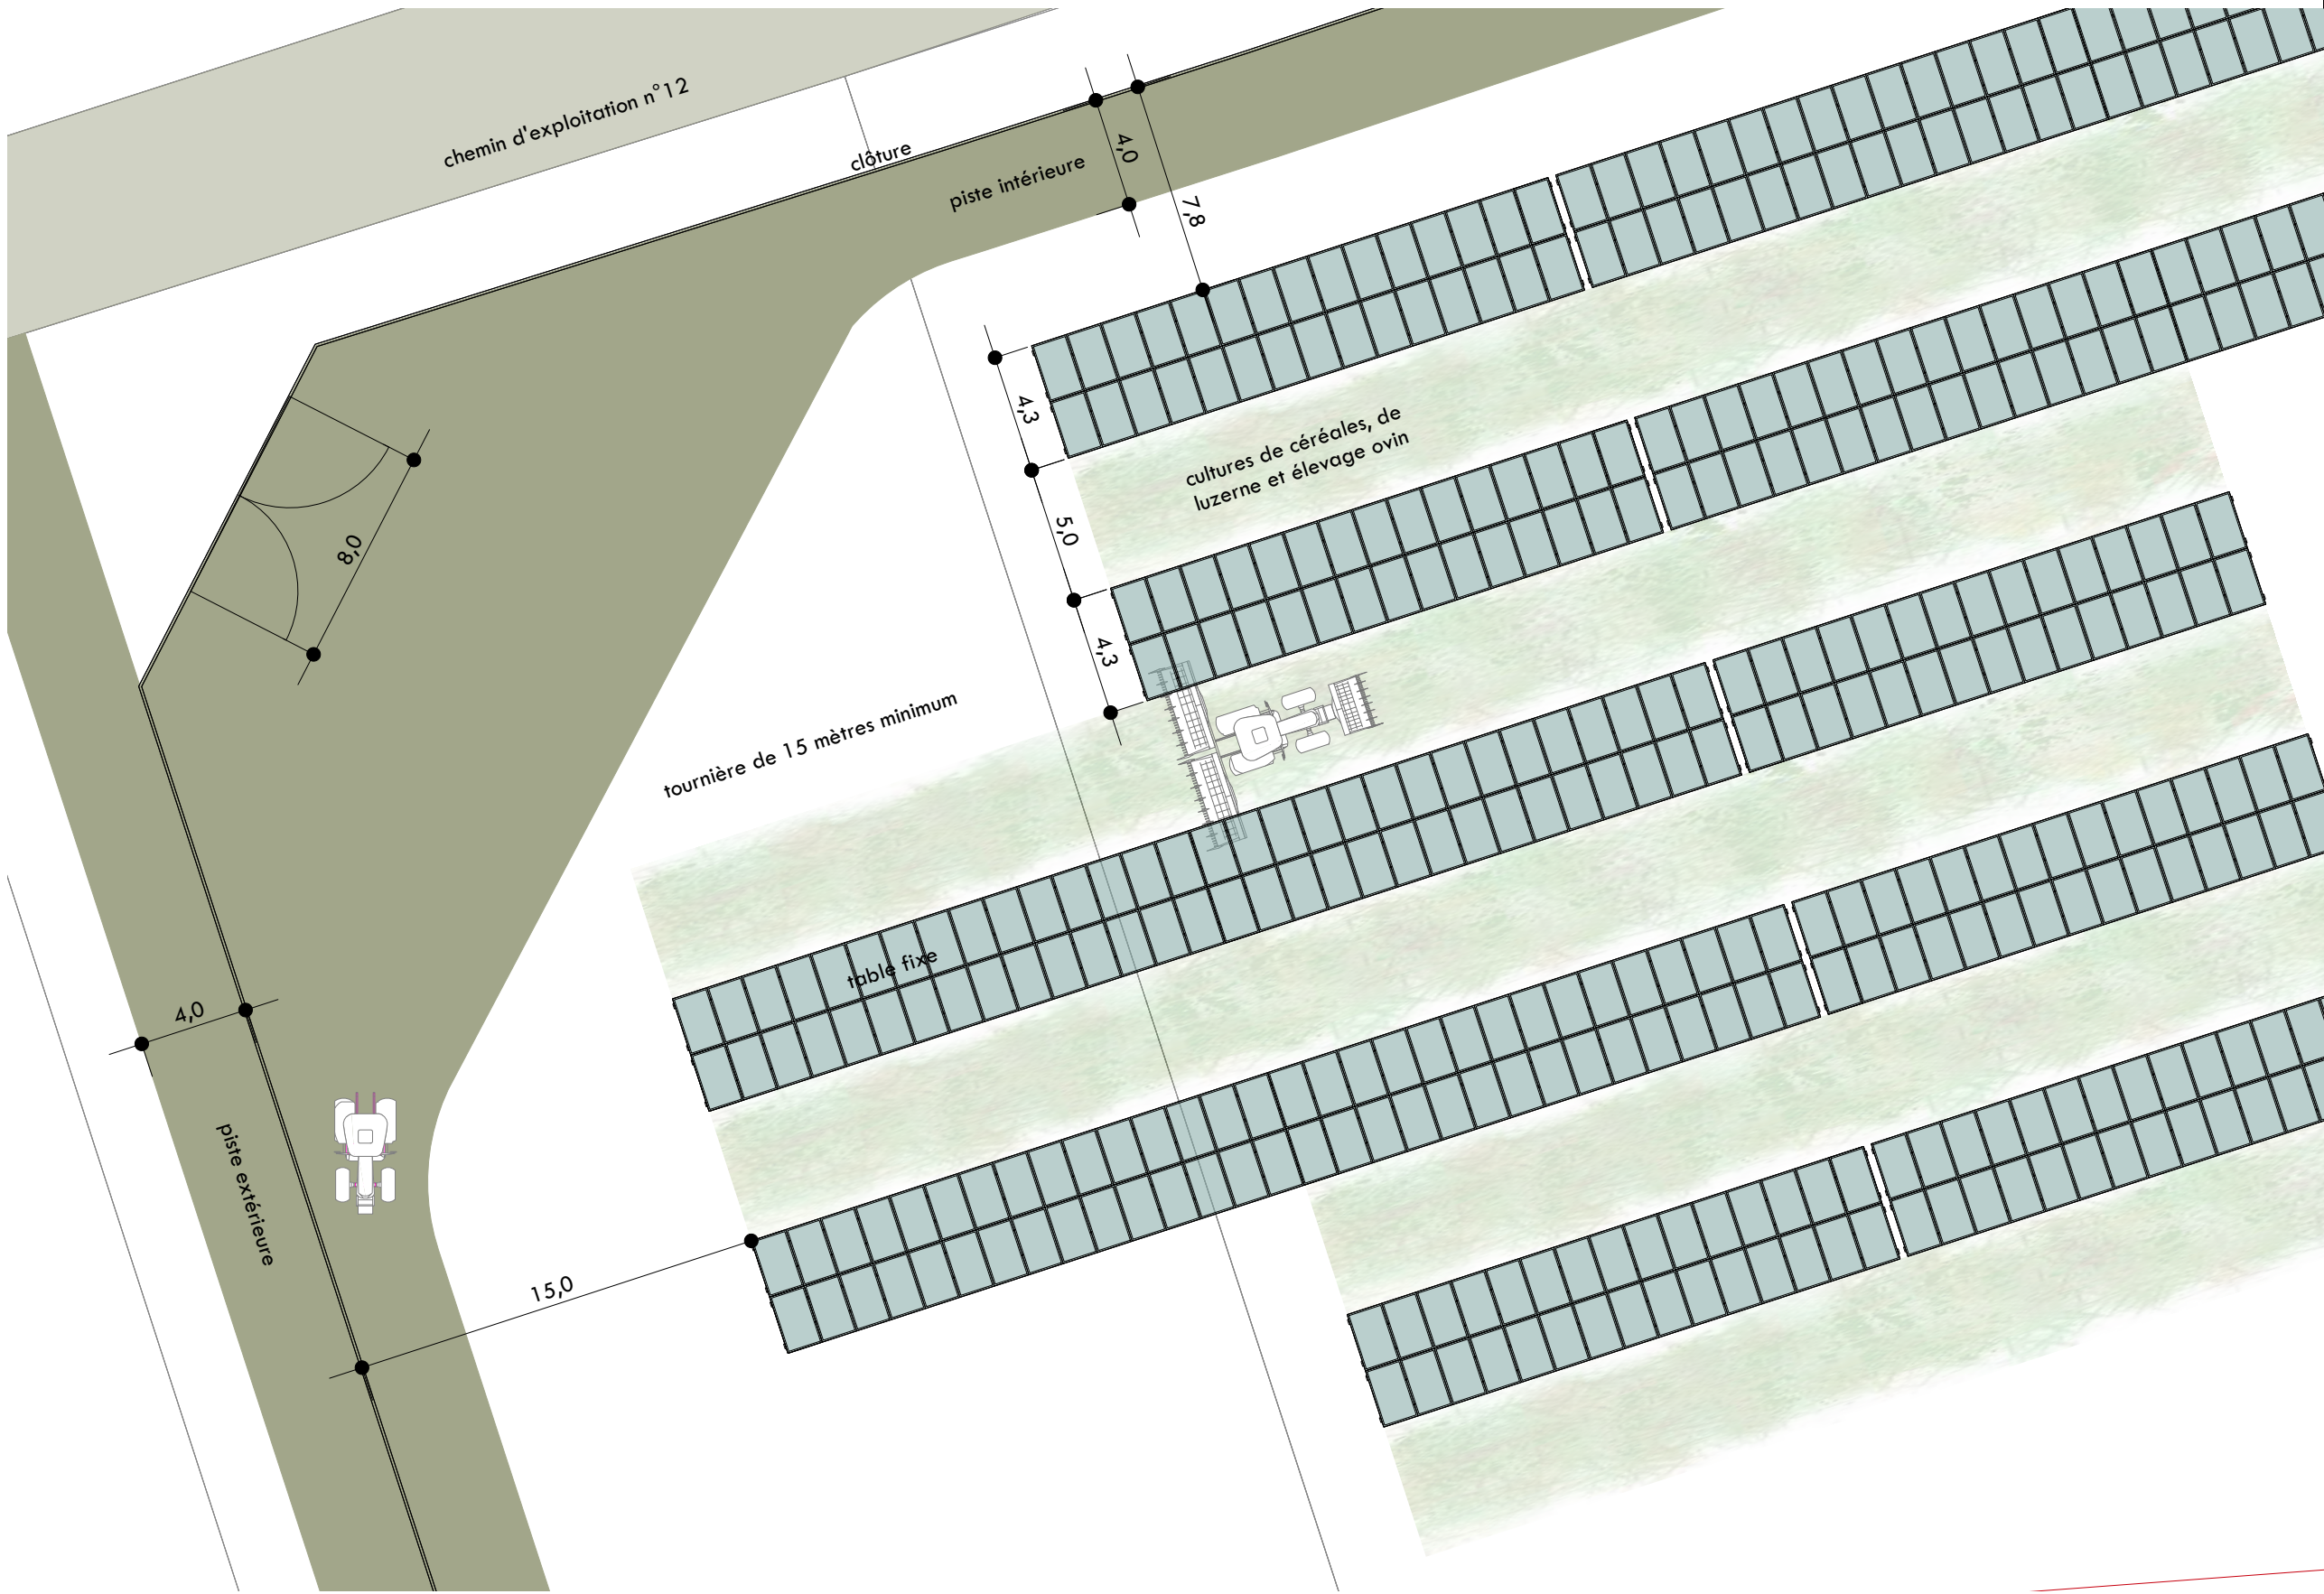 chemin d'exploitation n°12
clôture
piste intérieure
4,0
7,8
4,3
cultures de céréales, de
luzerne et élevage ovin
5,0
8,0
4,3
tournière de 15 mètres minimum
table fixe
4,0
piste extérieure
15,0